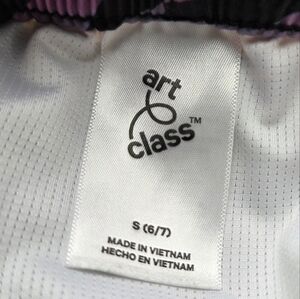 art
class™
S (6/7)
MADE IN VIETNAM
HECHO EN VIETNAM